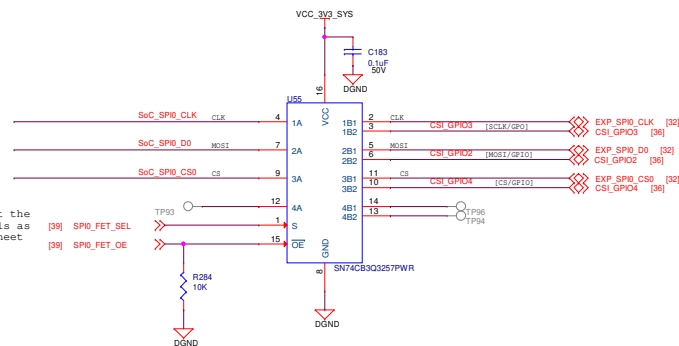 VCC_3V3_SYS
C183
0.1uF
50V
DGND
U55
16
VCC
SoC_SPI0_CLK CLK 4 1A 1B1 2 CLK EXP_SPI0_CLK [32]
1B2 3 CSI_GPIO3 [SCLK/GPO] CSI_GPIO3 [36]
SoC_SPI0_D0 MOSI 7 2A 2B1 5 MOSI EXP_SPI0_D0 [32]
2B2 6 CSI_GPIO2 [MOSI/GPIO] CSI_GPIO2 [36]
SoC_SPI0_CS0 CS 9 3A 3B1 11 CS EXP_SPI0_CS0 [32]
3B2 10 CSI_GPIO4 [CS/GPIO] CSI_GPIO4 [36]
TP93 12 4A 4B1 14 TP96
4B2 13 TP94
the
as
[39] SPI0_FET_SEL 1 S
[39] SPI0_FET_OE 15 OE
GND
8
SN74CB3Q3257PWR
R284
10K
DGND
DGND